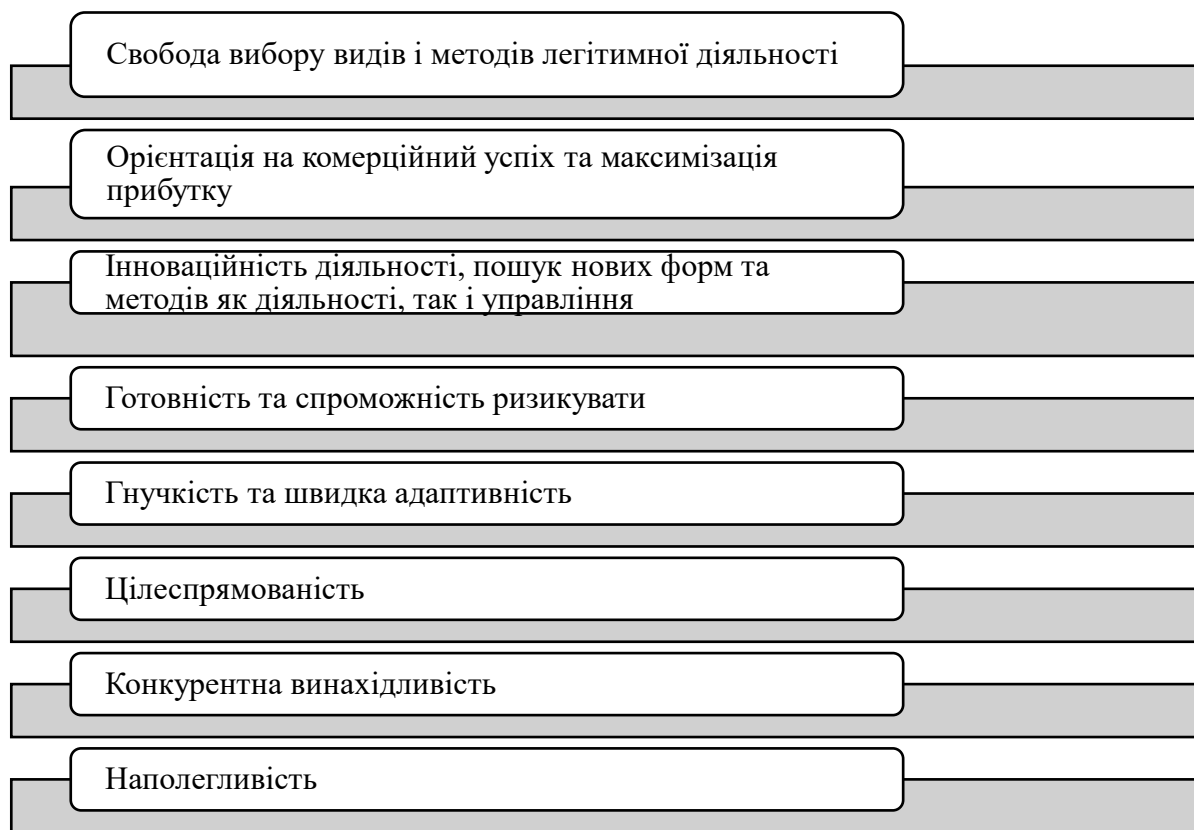 Свобода вибору видів і методів легітимної діяльності
Орієнтація на комерційний успіх та максимізація
прибутку
Інноваційність діяльності, пошук нових форм та
методів як діяльності, так і управління
Готовність та спроможність ризикувати
Гнучкість та швидка адаптивність
Цілеспрямованість
Конкурентна винахідливість
Наполегливість